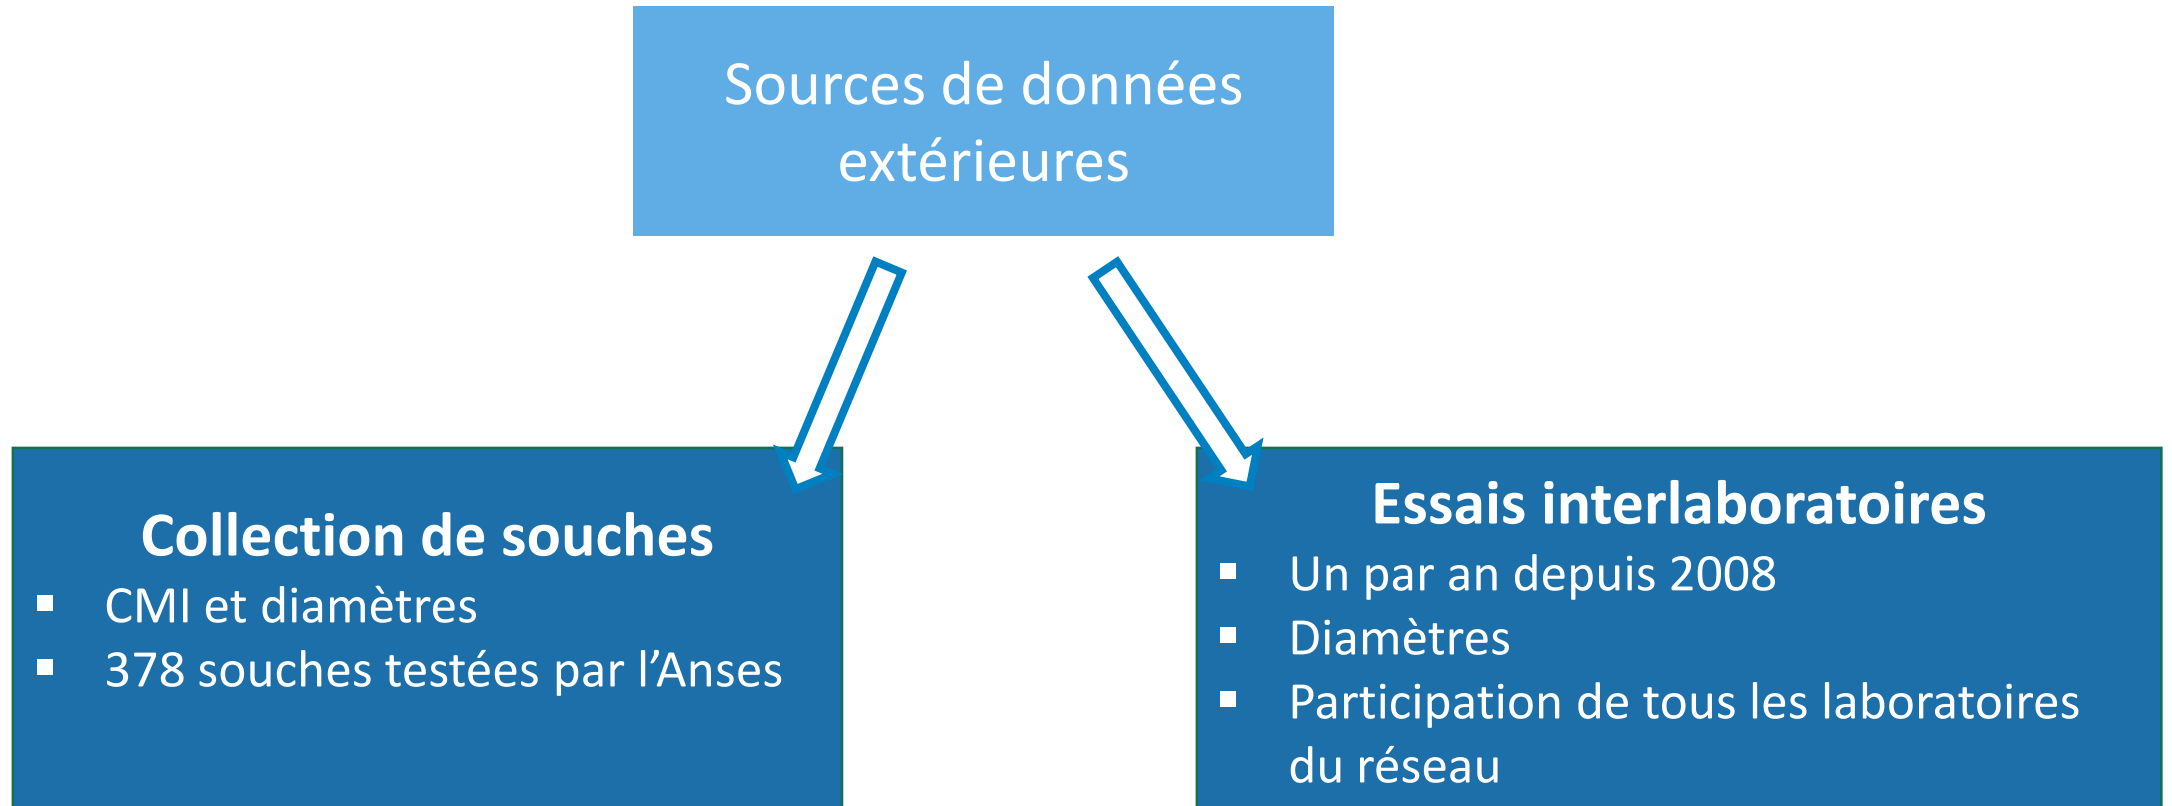 Sources de données
extérieures
Collection de souches
▪ CMI et diamètres
▪ 378 souches testées par l’Anses
Essais interlaboratoires
▪ Un par an depuis 2008
▪ Diamètres
▪ Participation de tous les laboratoires
du réseau